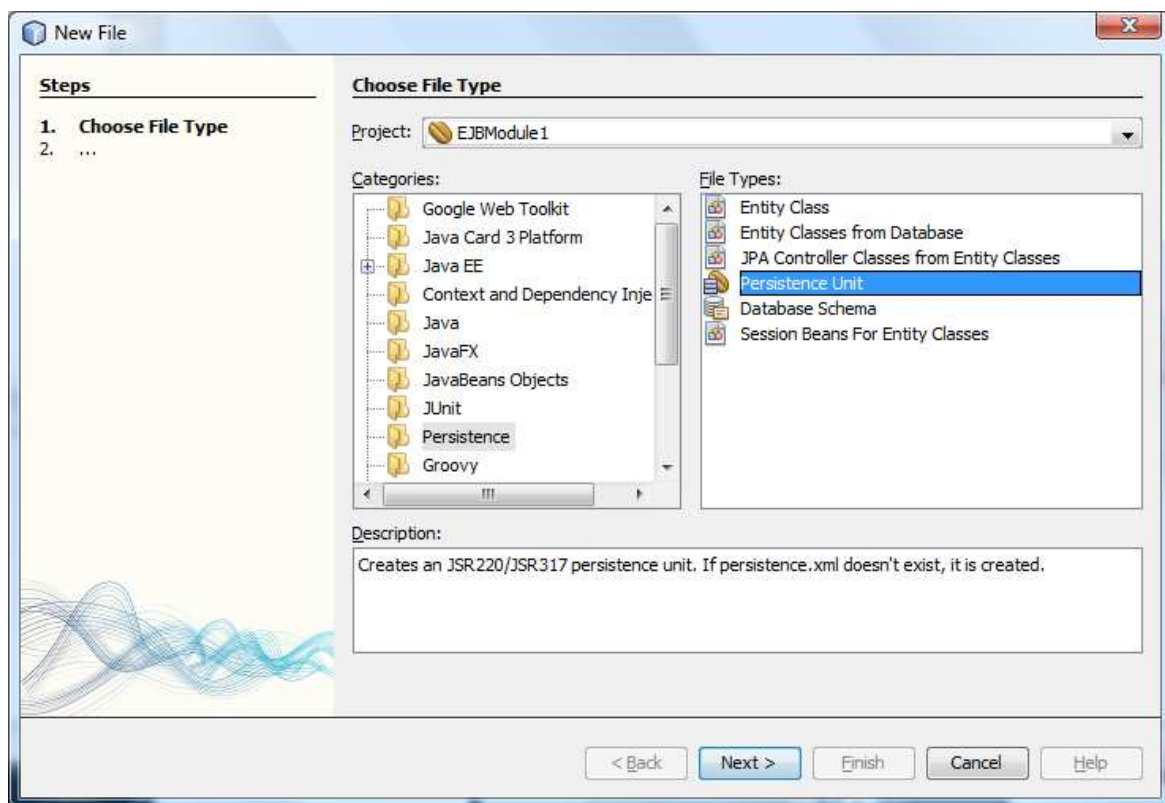 New File
X
Steps
1. Choose File Type
2. ...
Choose File Type
Project: EJBModule1
Categories:
Google Web Toolkit
Java Card 3 Platform
Java EE
Context and Dependency Inje
Java
JavaFX
JavaBeans Objects
JUnit
Persistence
Groovy
File Types:
Entity Class
Entity Classes from Database
JPA Controller Classes from Entity Classes
Persistence Unit
Database Schema
Session Beans For Entity Classes
Description:
Creates an JSR220/JSR317 persistence unit. If persistence.xml doesn't exist, it is created.
< Back
Next >
Finish
Cancel
Help